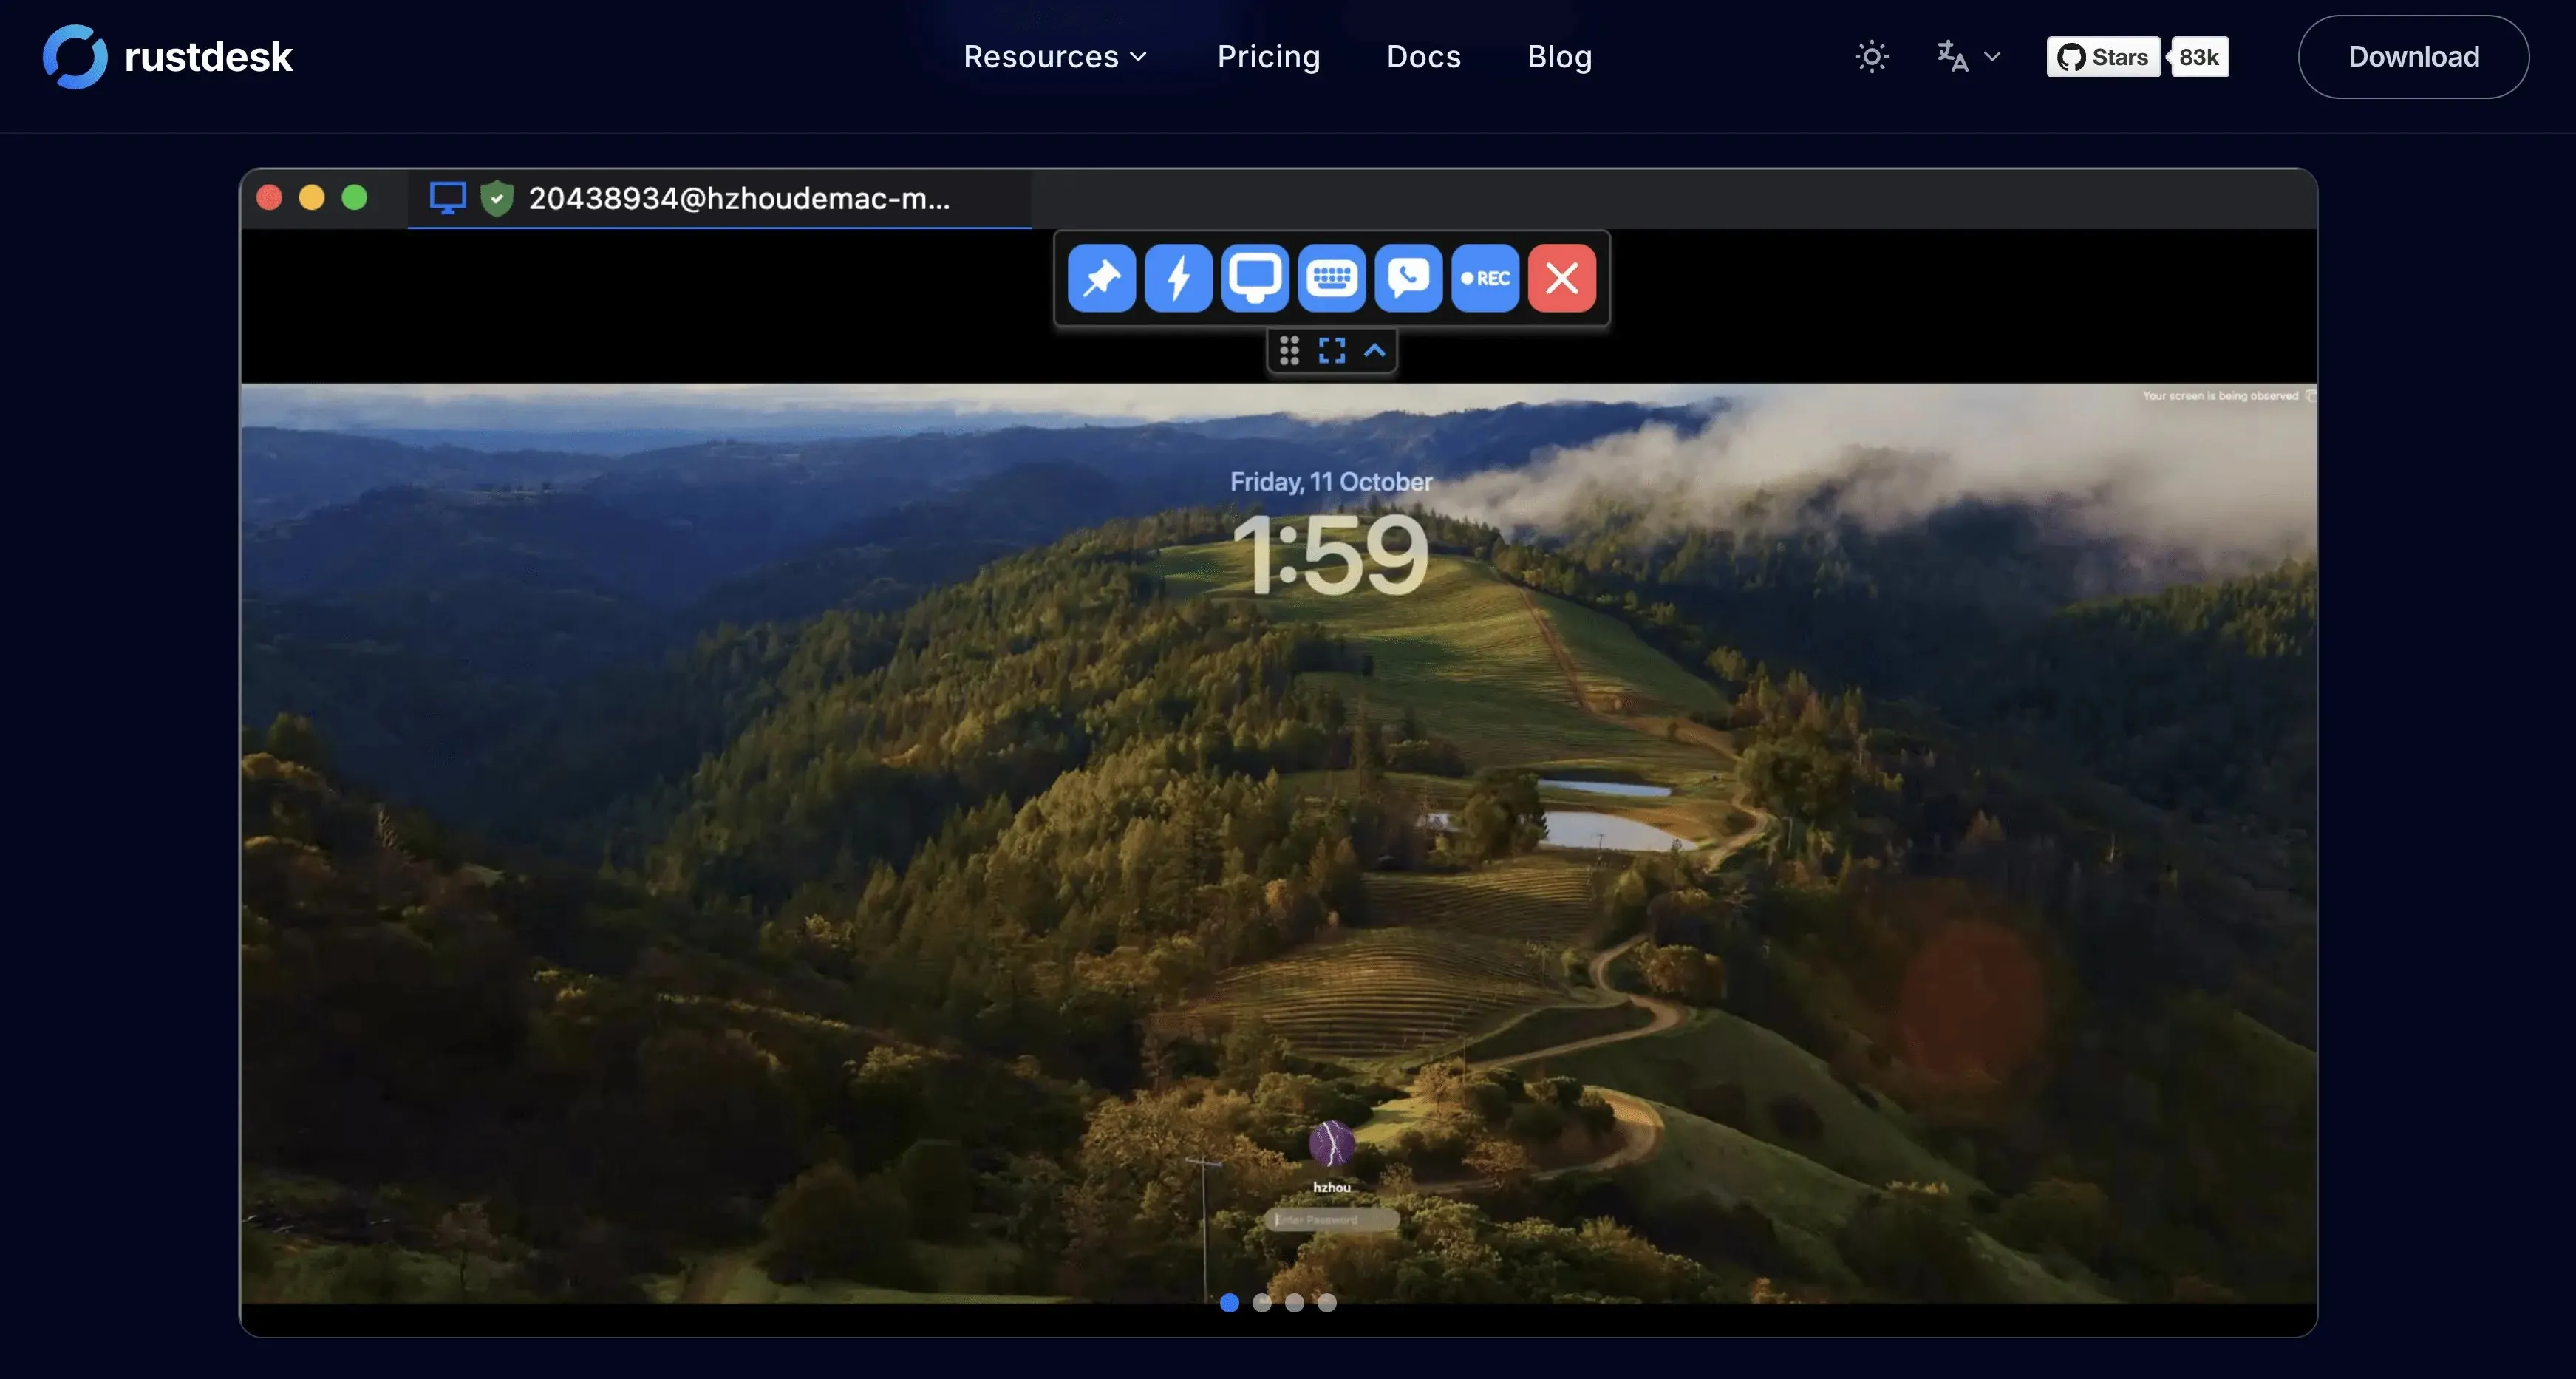 rustdesk
Resources
Pricing
Docs
Blog
Stars
83k
Download
20438934@hzhoudemac-m...
REC
Your screen is being observed
Friday, 11 October
1:59
hzhou
Enter Password